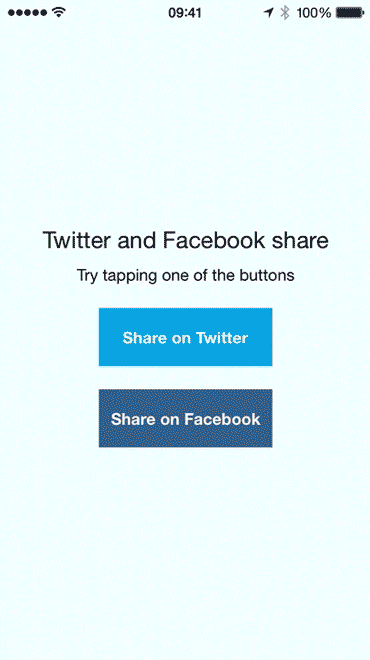 09:41 100%
Twitter and Facebook share
Try tapping one of the buttons
Share on Twitter
Share on Facebook